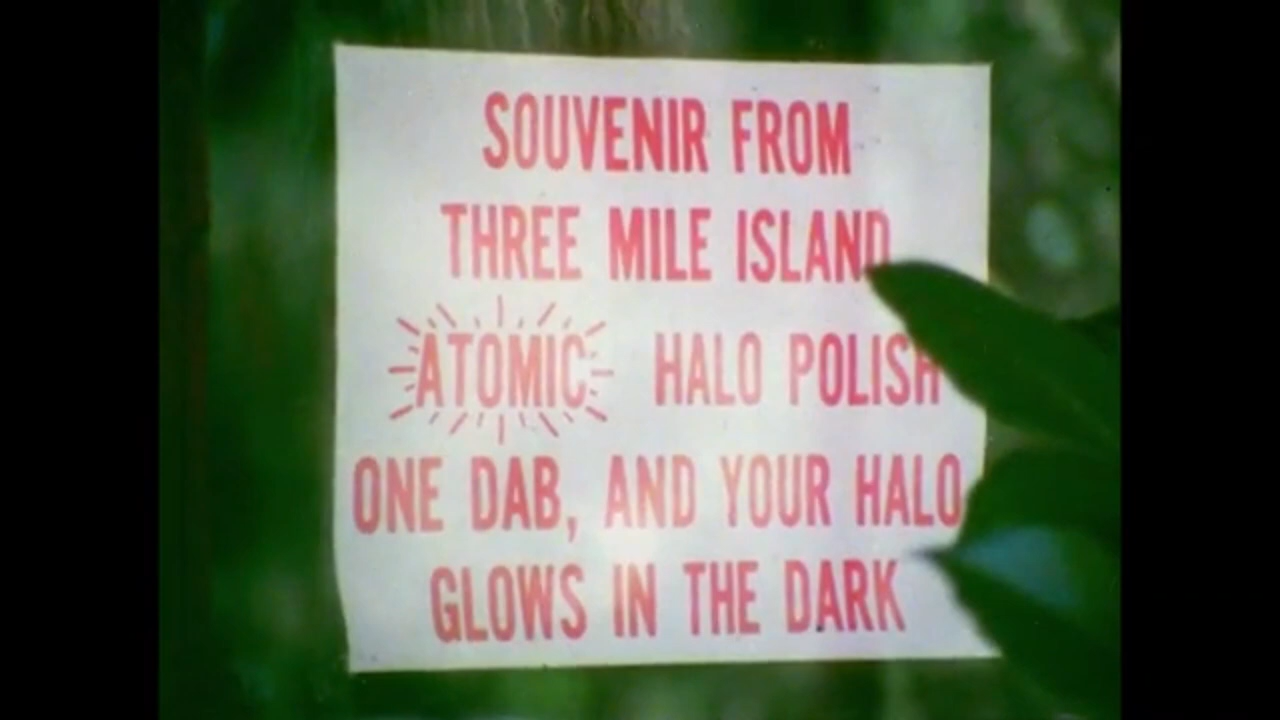 SOUVENIR FROM
THREE MILE ISLAND
ATOMIC HALO POLISH
ONE DAB, AND YOUR HALO
GLOWS IN THE DARK